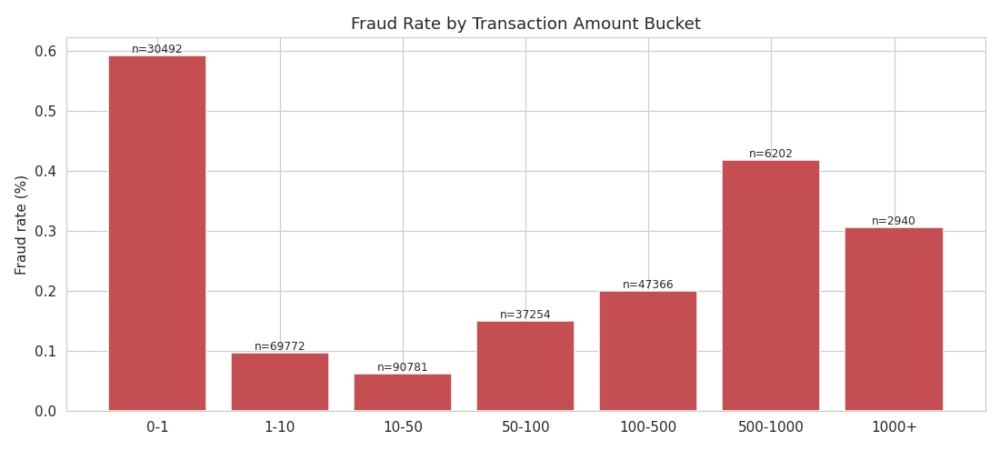 Fraud Rate by Transaction Amount Bucket
Fraud rate (%)
0.6
0.5
0.4
0.3
0.2
0.1
0.0
n=30492
n=69772
n=90781
n=37254
n=47366
n=6202
n=2940
0-1
1-10
10-50
50-100
100-500
500-1000
1000+